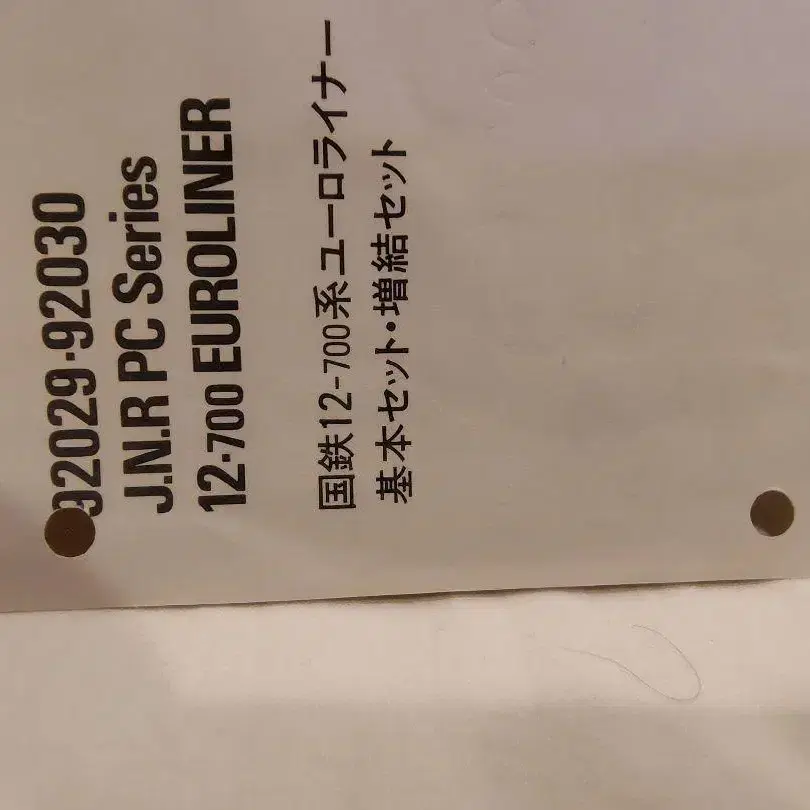 92029·92030
J.N.R PC Series
12·700 EUROLINER
国鉄12-700系ユーロライナー
基本セット・増結セット